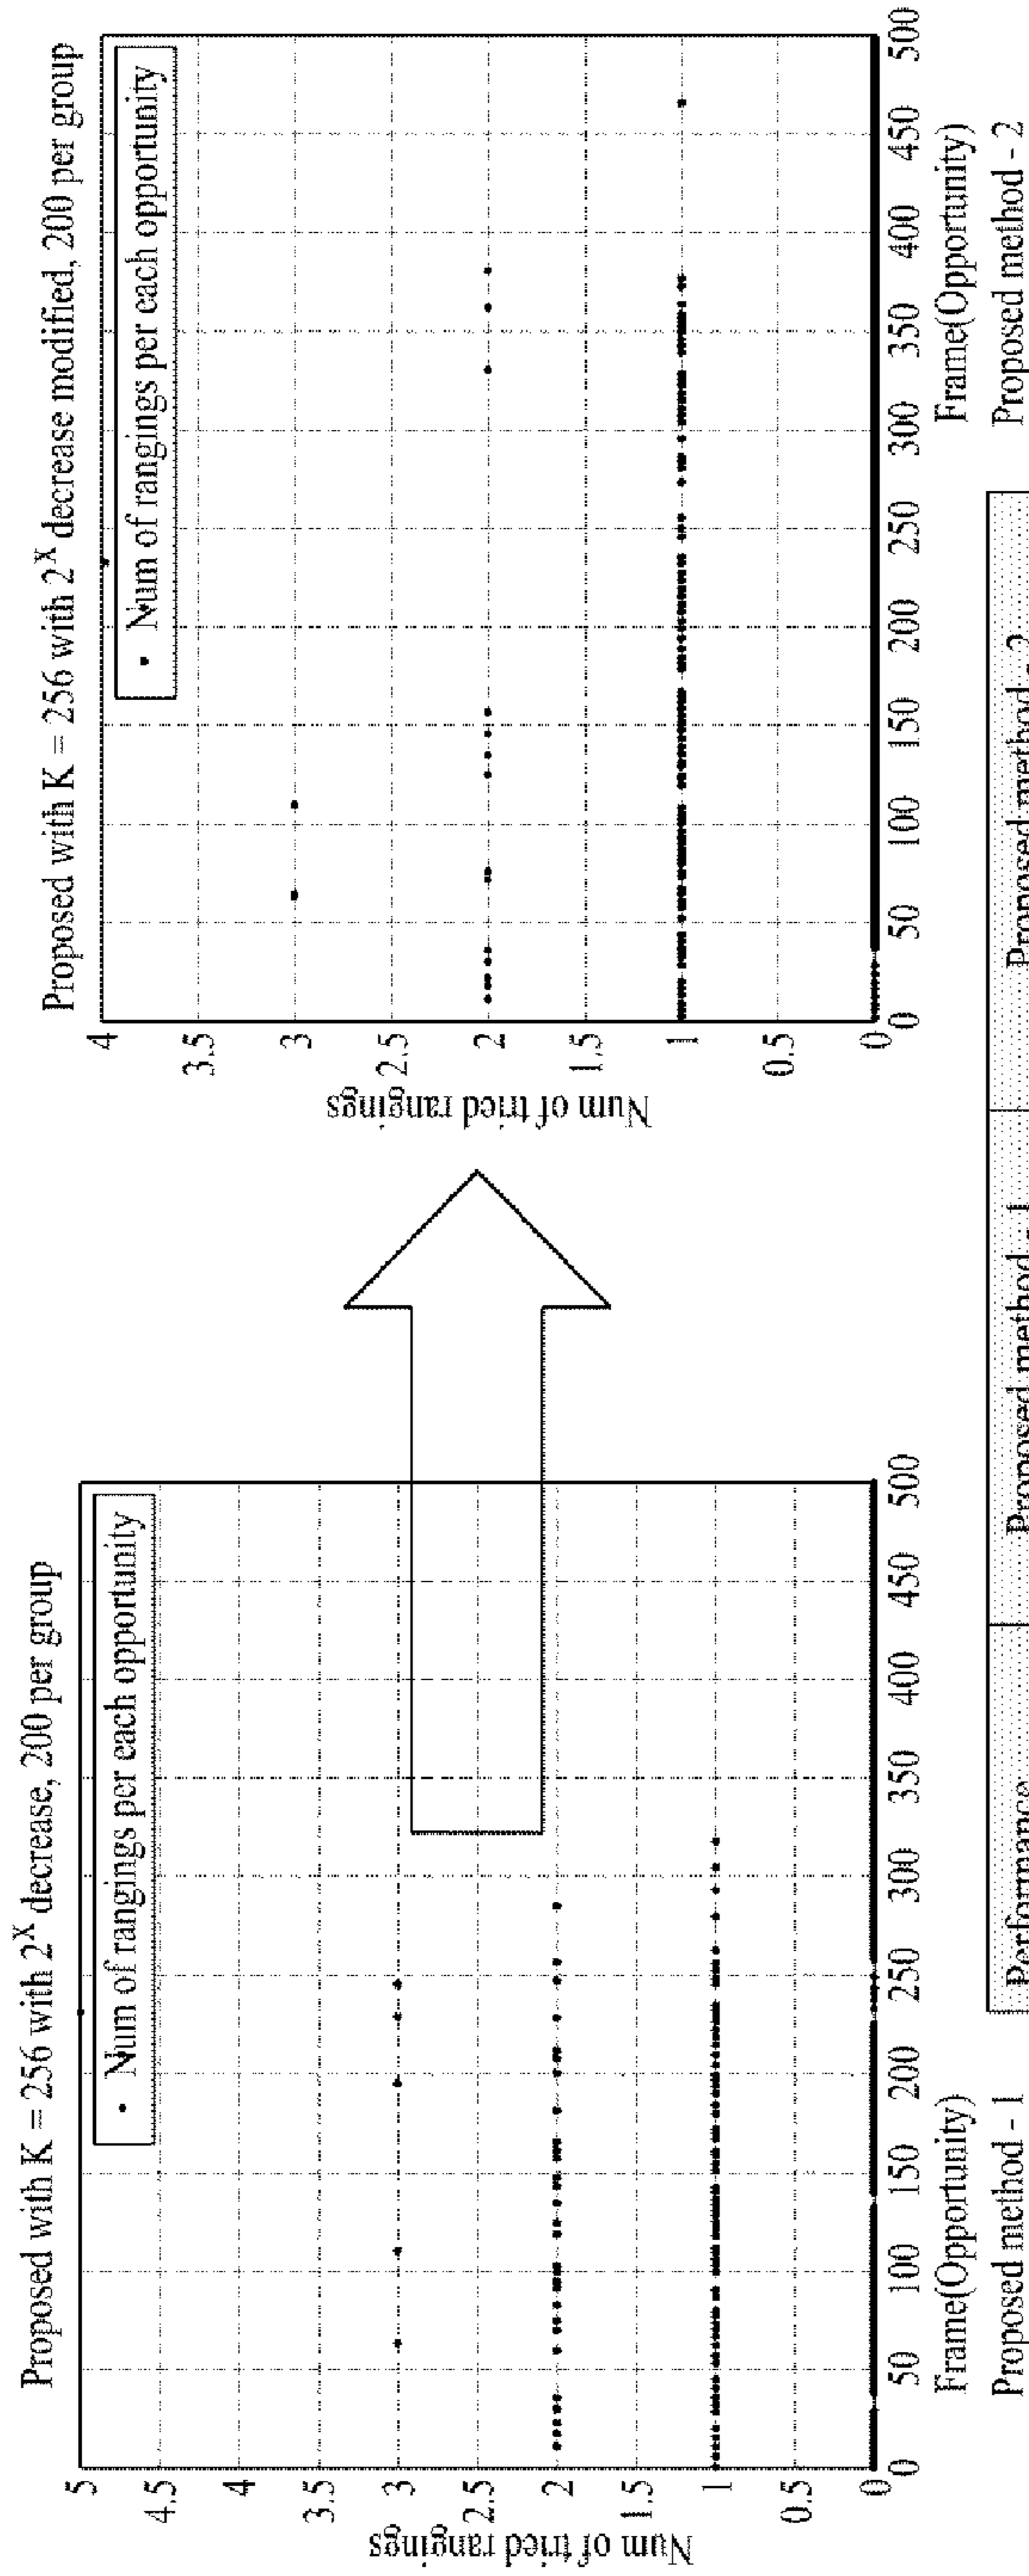 Proposed with K = 256 with 2^X decrease, 200 per group
Num of rangings per each opportunity
Num of tried rangings
5
4.5
4
3.5
3
2.5
2
1.5
1
0.5
0
0 50 100 150 200 250 300 350 400 450 500
Frame(Opportunity)
Proposed method - 1
Proposed with K = 256 with 2^X decrease modified, 200 per group
Num of rangings per each opportunity
Num of tried rangings
4
3.5
3
2.5
2
1.5
1
0.5
0
0 50 100 150 200 250 300 350 400 450 500
Frame(Opportunity)
Proposed method - 2
Performance
Proposed method - 1
Proposed method - 2